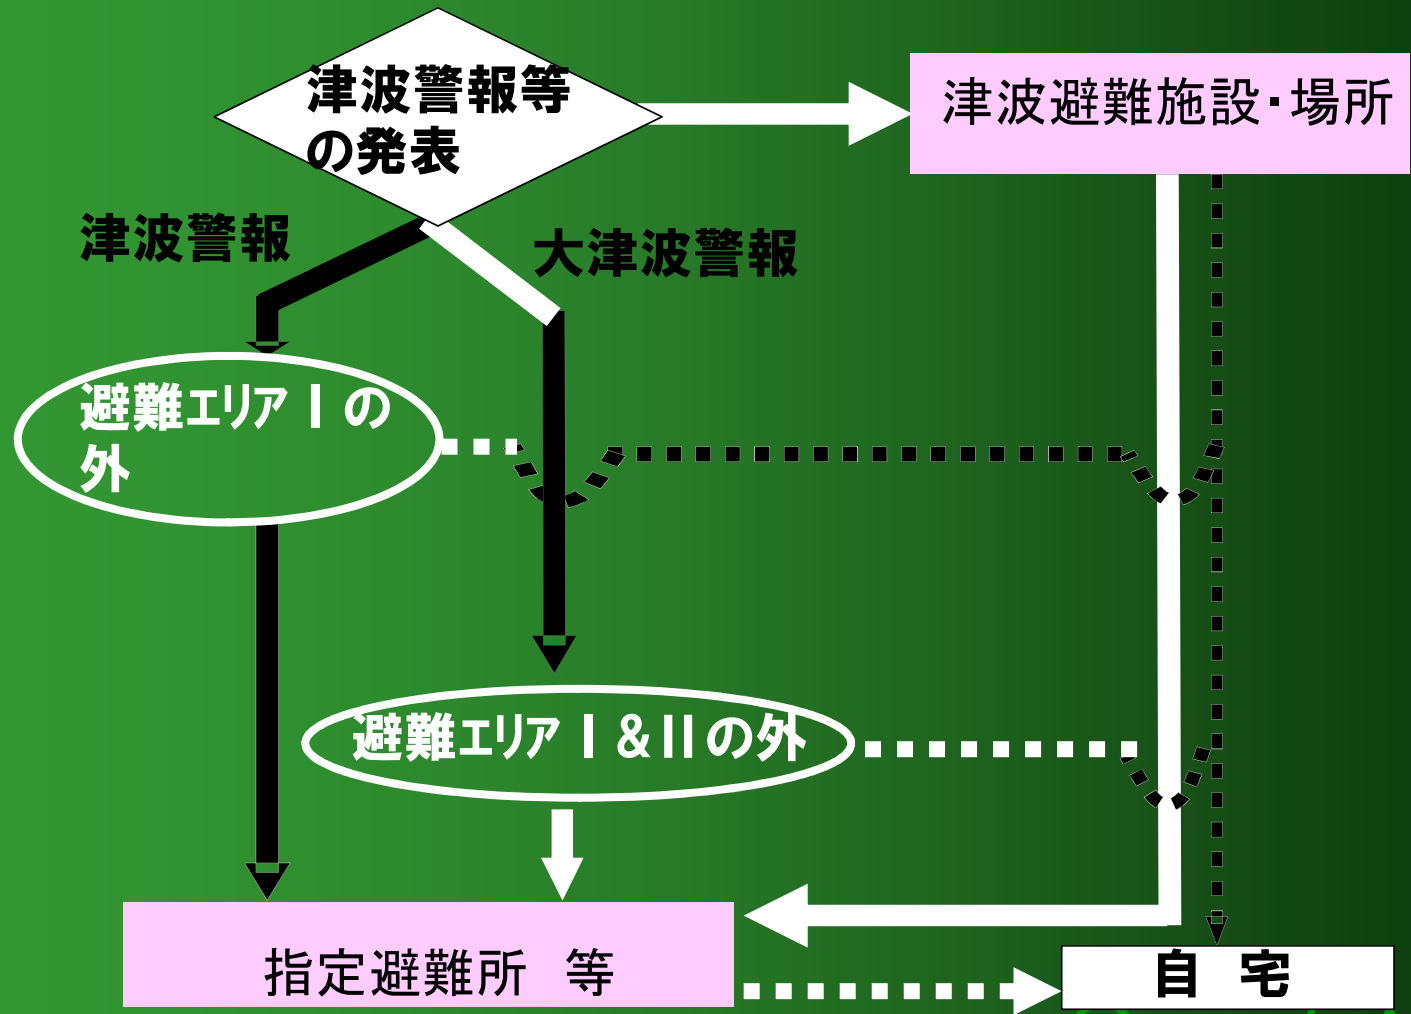 津波警報等
の発表
津波避難施設・場所
津波警報
大津波警報
避難エリアⅠの
外
避難エリアⅠ&Ⅱの外
指定避難所　等
自　宅